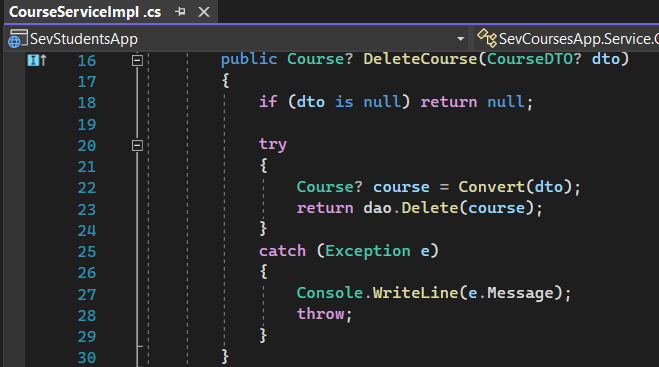 CourseServiceImpl.cs
SevStudentsApp SevCoursesApp.Service.
16 public Course? DeleteCourse(CourseDTO? dto)
17 {
18 if (dto is null) return null;
19
20 try
21 {
22 Course? course = Convert(dto);
23 return dao.Delete(course);
24 }
25 catch (Exception e)
26 {
27 Console.WriteLine(e.Message);
28 throw;
29 }
30 }